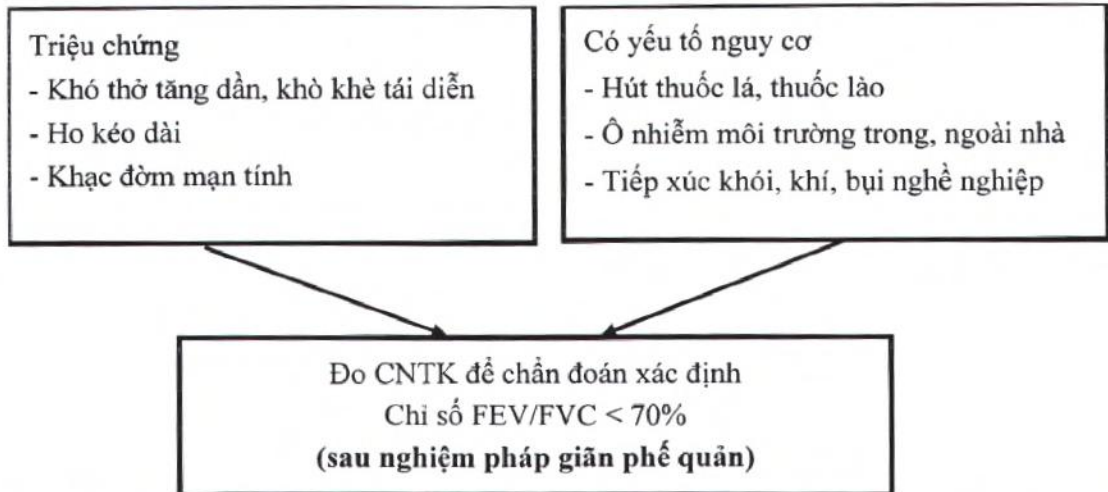 Triệu chứng
- Khó thở tăng dần, khò khè tái diễn
- Ho kéo dài
- Khạc đờm mạn tính
Có yếu tố nguy cơ
- Hút thuốc lá, thuốc lào
- Ô nhiễm môi trường trong, ngoài nhà
- Tiếp xúc khói, khí, bụi nghề nghiệp
Đo CNTK để chẩn đoán xác định
Chỉ số FEV/FVC < 70%
(sau nghiệm pháp giãn phế quản)